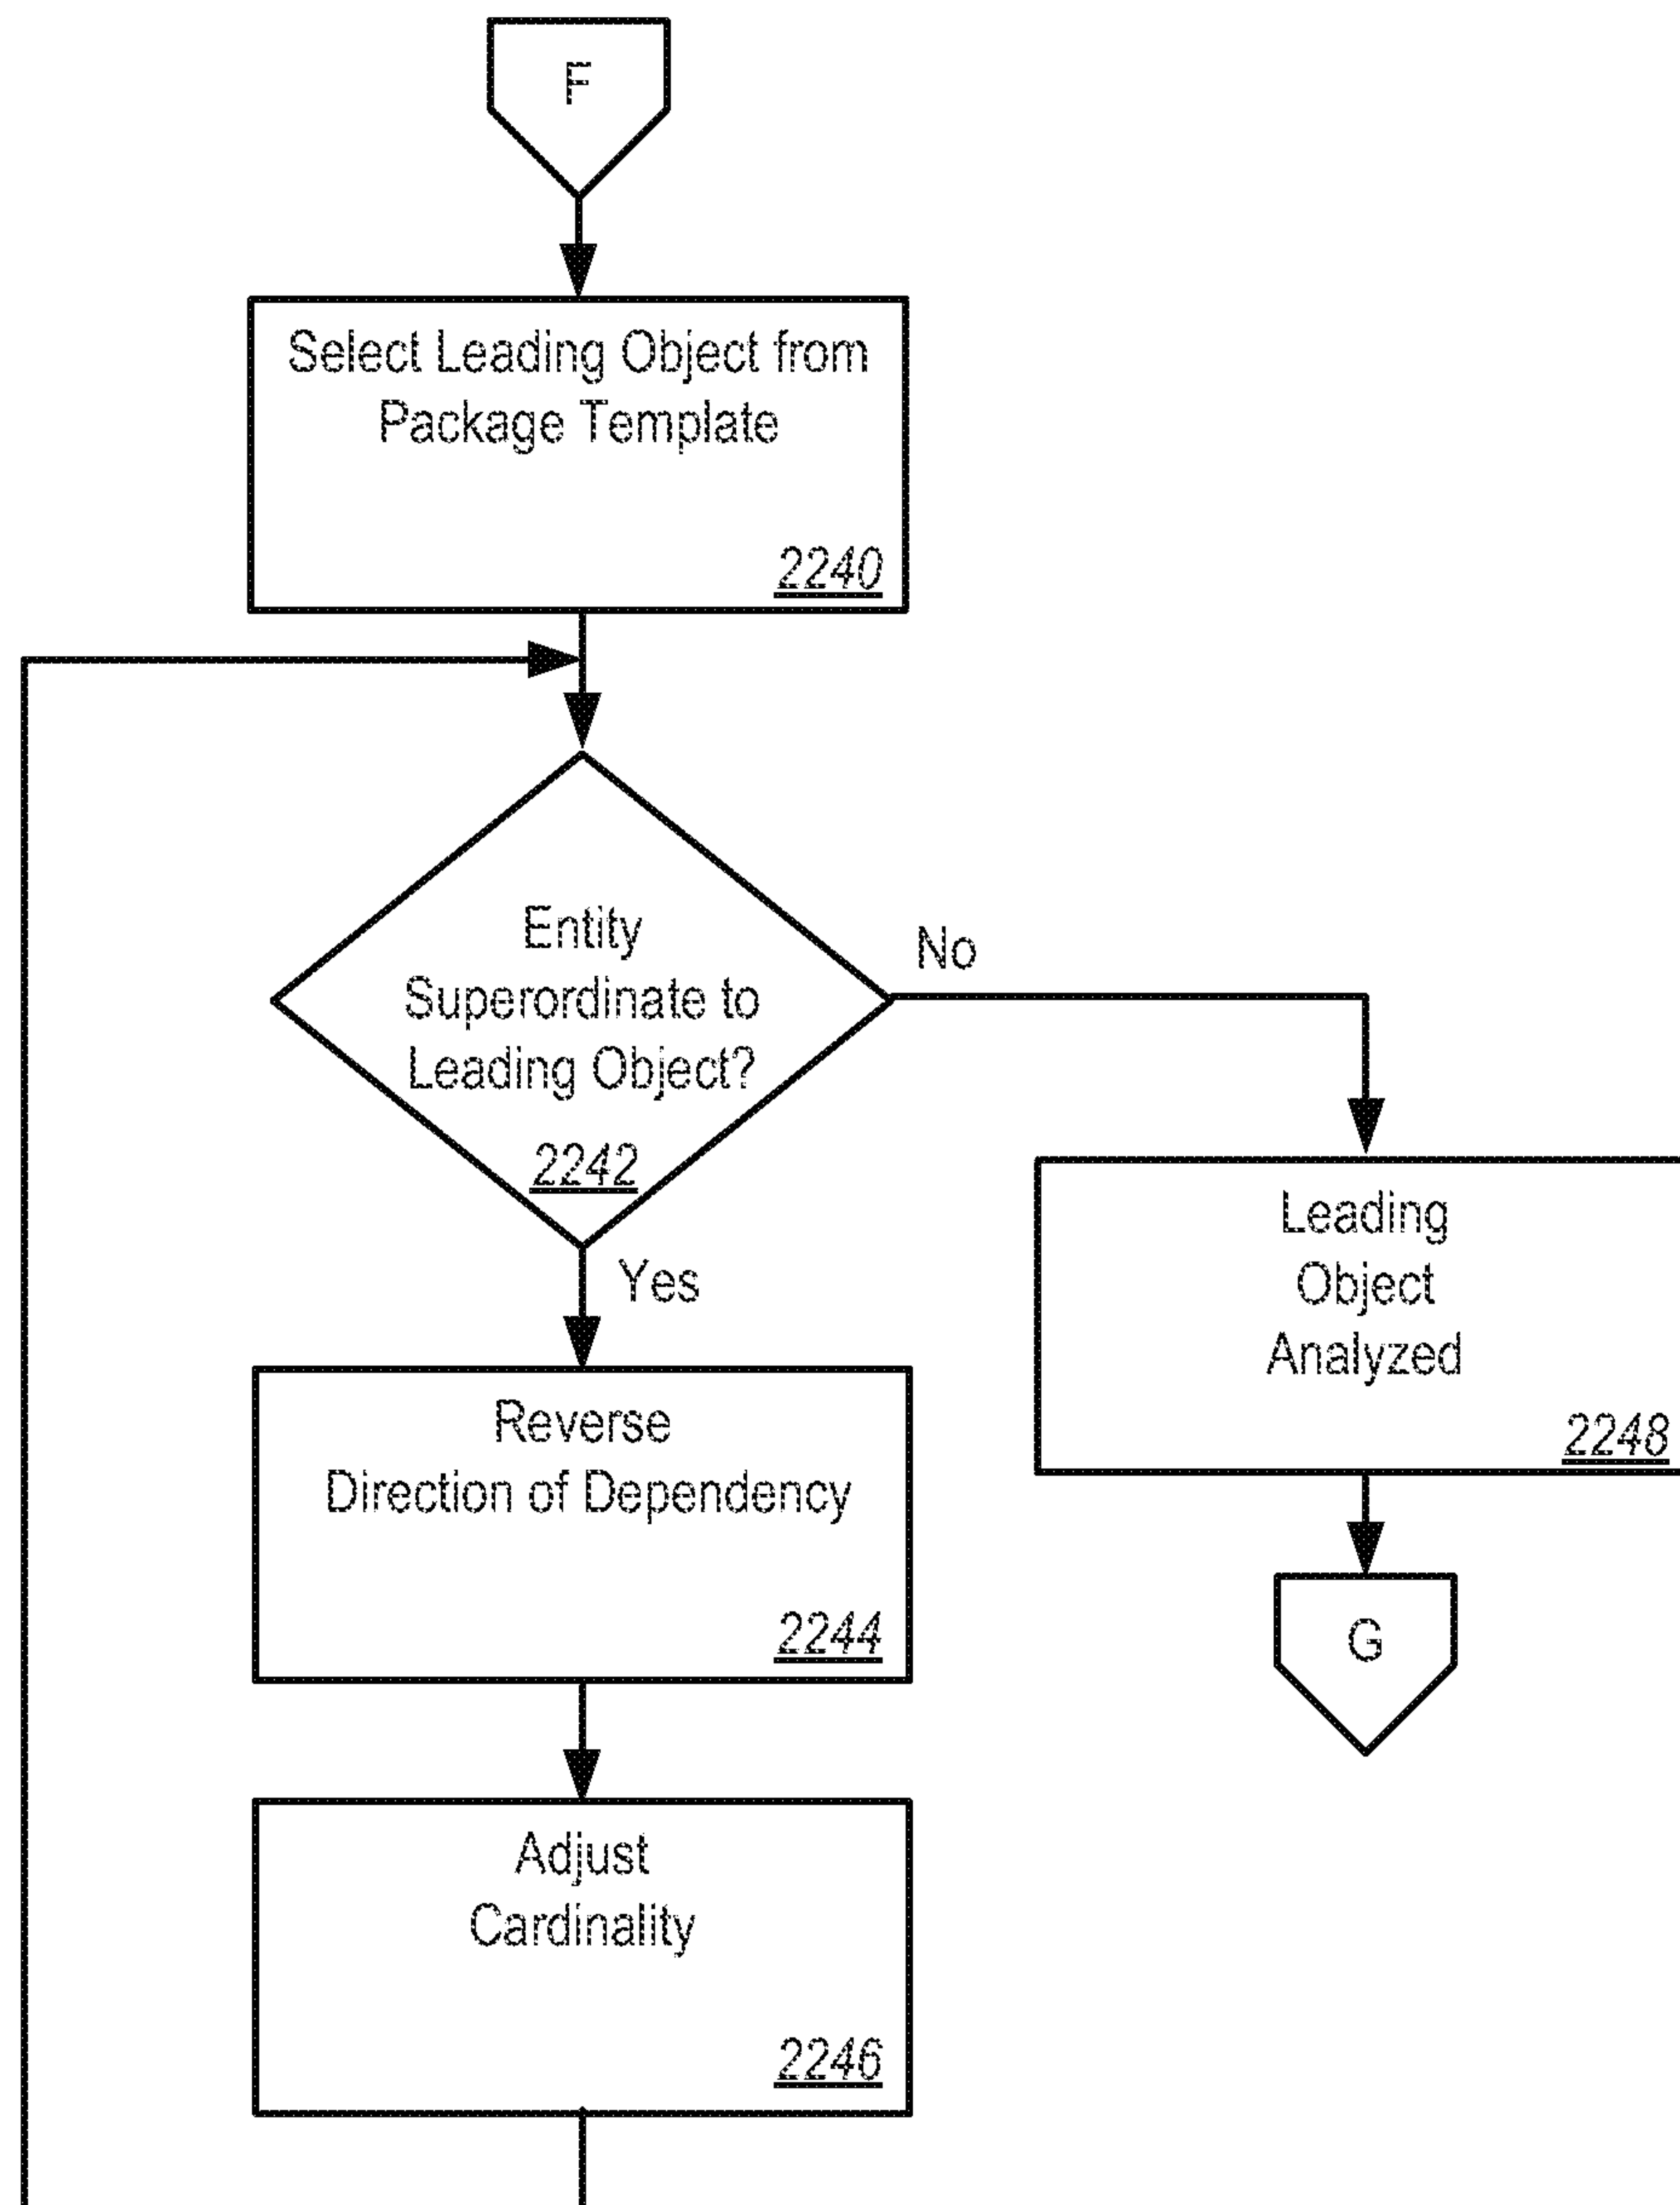 F
Select Leading Object from
Package Template
2240
Entity
Superordinate to
Leading Object?
2242
No
Yes
Leading
Object
Analyzed
2248
Reverse
Direction of Dependency
2244
G
Adjust
Cardinality
2246